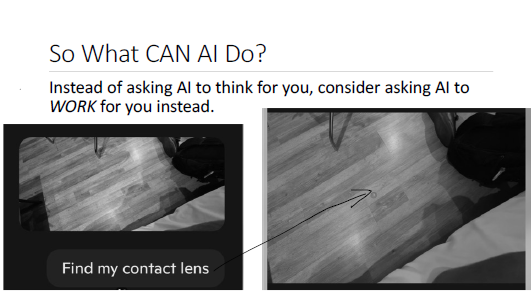 So What CAN AI Do?
Instead of asking AI to think for you, consider asking AI to
WORK for you instead.
Find my contact lens